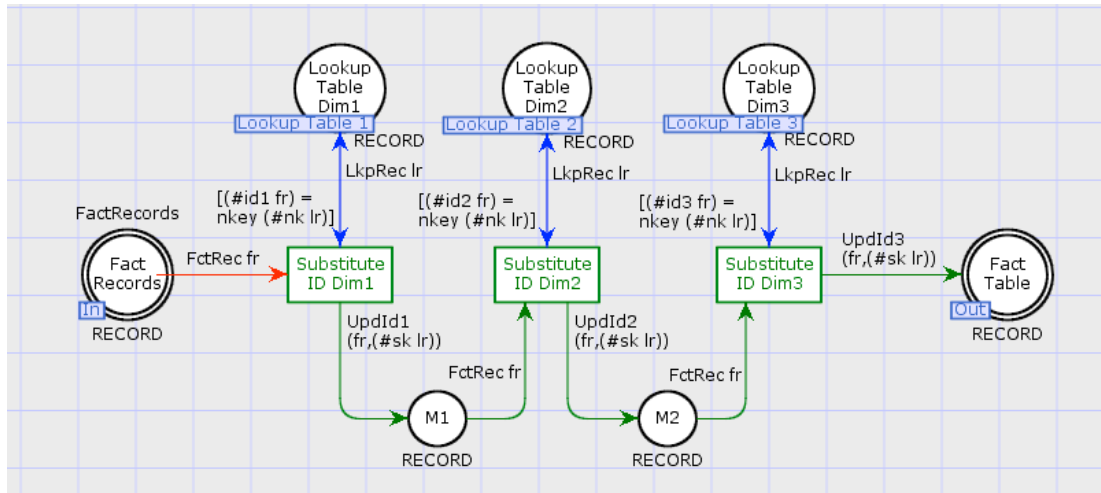 Lookup
Table
Dim1
Lookup Table 1
RECORD
LkpRec lr
[(#id1 fr) =
nkey (#nk lr)]
Lookup
Table
Dim2
Lookup Table 2
RECORD
LkpRec lr
[(#id2 fr) =
nkey (#nk lr)]
Lookup
Table
Dim3
Lookup Table 3
RECORD
LkpRec lr
[(#id3 fr) =
nkey (#nk lr)]
FactRecords
Fact
Records
In
RECORD
FctRec fr
Substitute
ID Dim1
UpdId1
(fr,(#sk lr))
M1
RECORD
FctRec fr
Substitute
ID Dim2
UpdId2
(fr,(#sk lr))
M2
RECORD
FctRec fr
Substitute
ID Dim3
UpdId3
(fr,(#sk lr))
Fact
Table
Out
RECORD